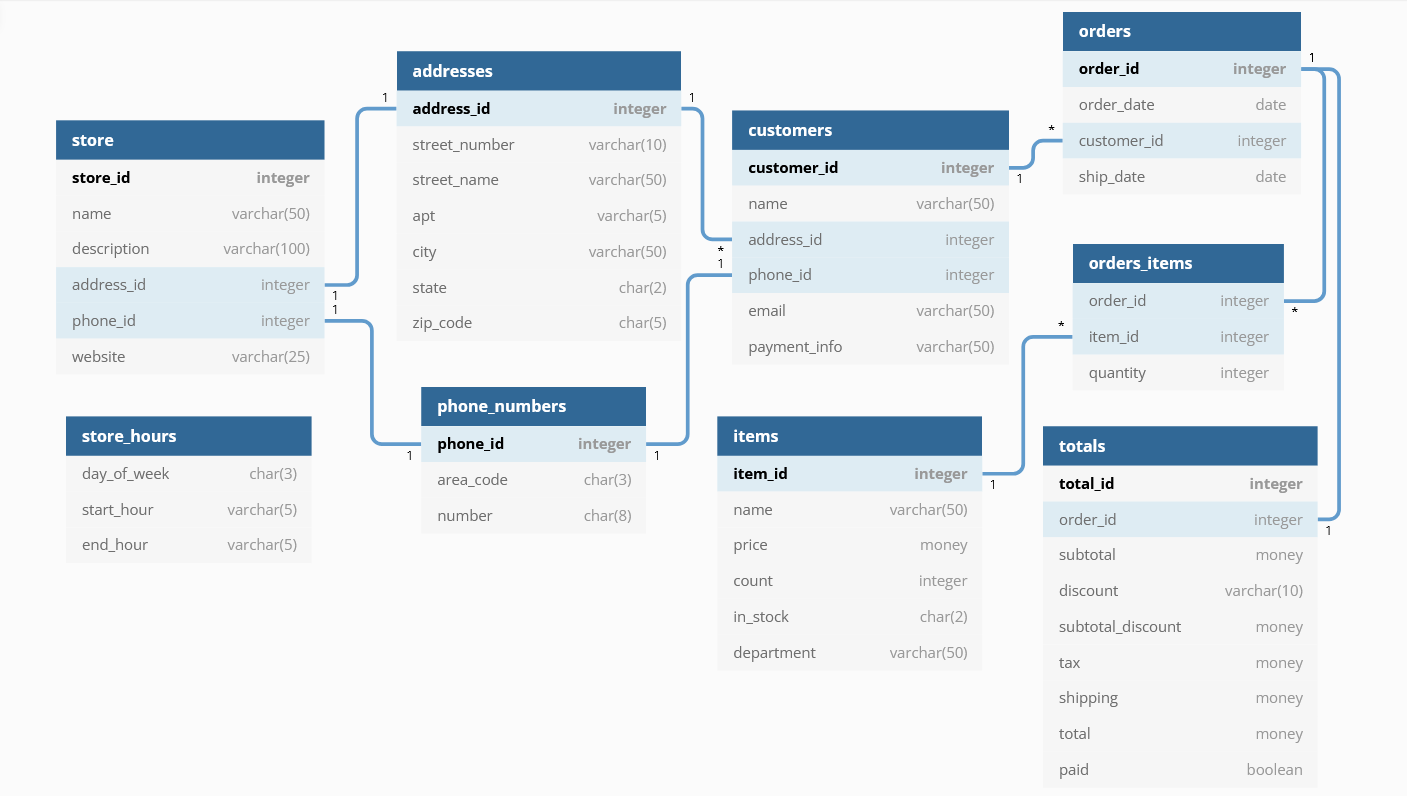 store
store_id integer
name varchar(50)
description varchar(100)
address_id integer
phone_id integer
website varchar(25)
1
1
store_hours
day_of_week char(3)
start_hour varchar(5)
end_hour varchar(5)
addresses
1 address_id integer 1
street_number varchar(10)
street_name varchar(50)
apt varchar(5)
city varchar(50)
state char(2)
zip_code char(5)
phone_numbers
phone_id integer
1 1
area_code char(3)
number char(8)
customers
customer_id integer
1
name varchar(50)
address_id integer
*
1
phone_id integer
email varchar(50)
payment_info varchar(50)
items
item_id integer
1
name varchar(50)
price money
count integer
in_stock char(2)
department varchar(50)
orders
1
order_id integer
order_date date
*
customer_id integer
ship_date date
orders_items
order_id integer
*
*
item_id integer
quantity integer
totals
total_id integer
order_id integer
1
subtotal money
discount varchar(10)
subtotal_discount money
tax money
shipping money
total money
paid boolean